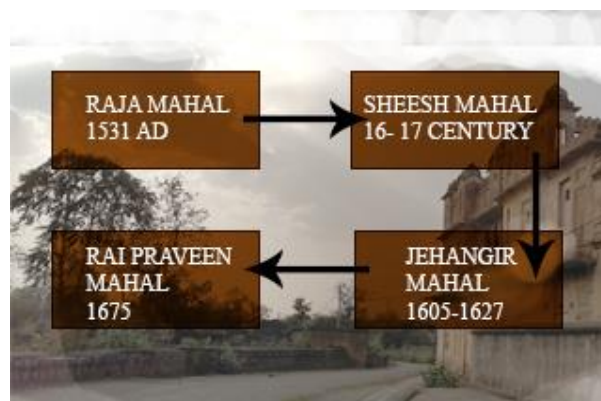 RAJA MAHAL
1531 AD
SHEESH MAHAL
16- 17 CENTURY
JEHANGIR
MAHAL
1605-1627
RAI PRAVEEN
MAHAL
1675